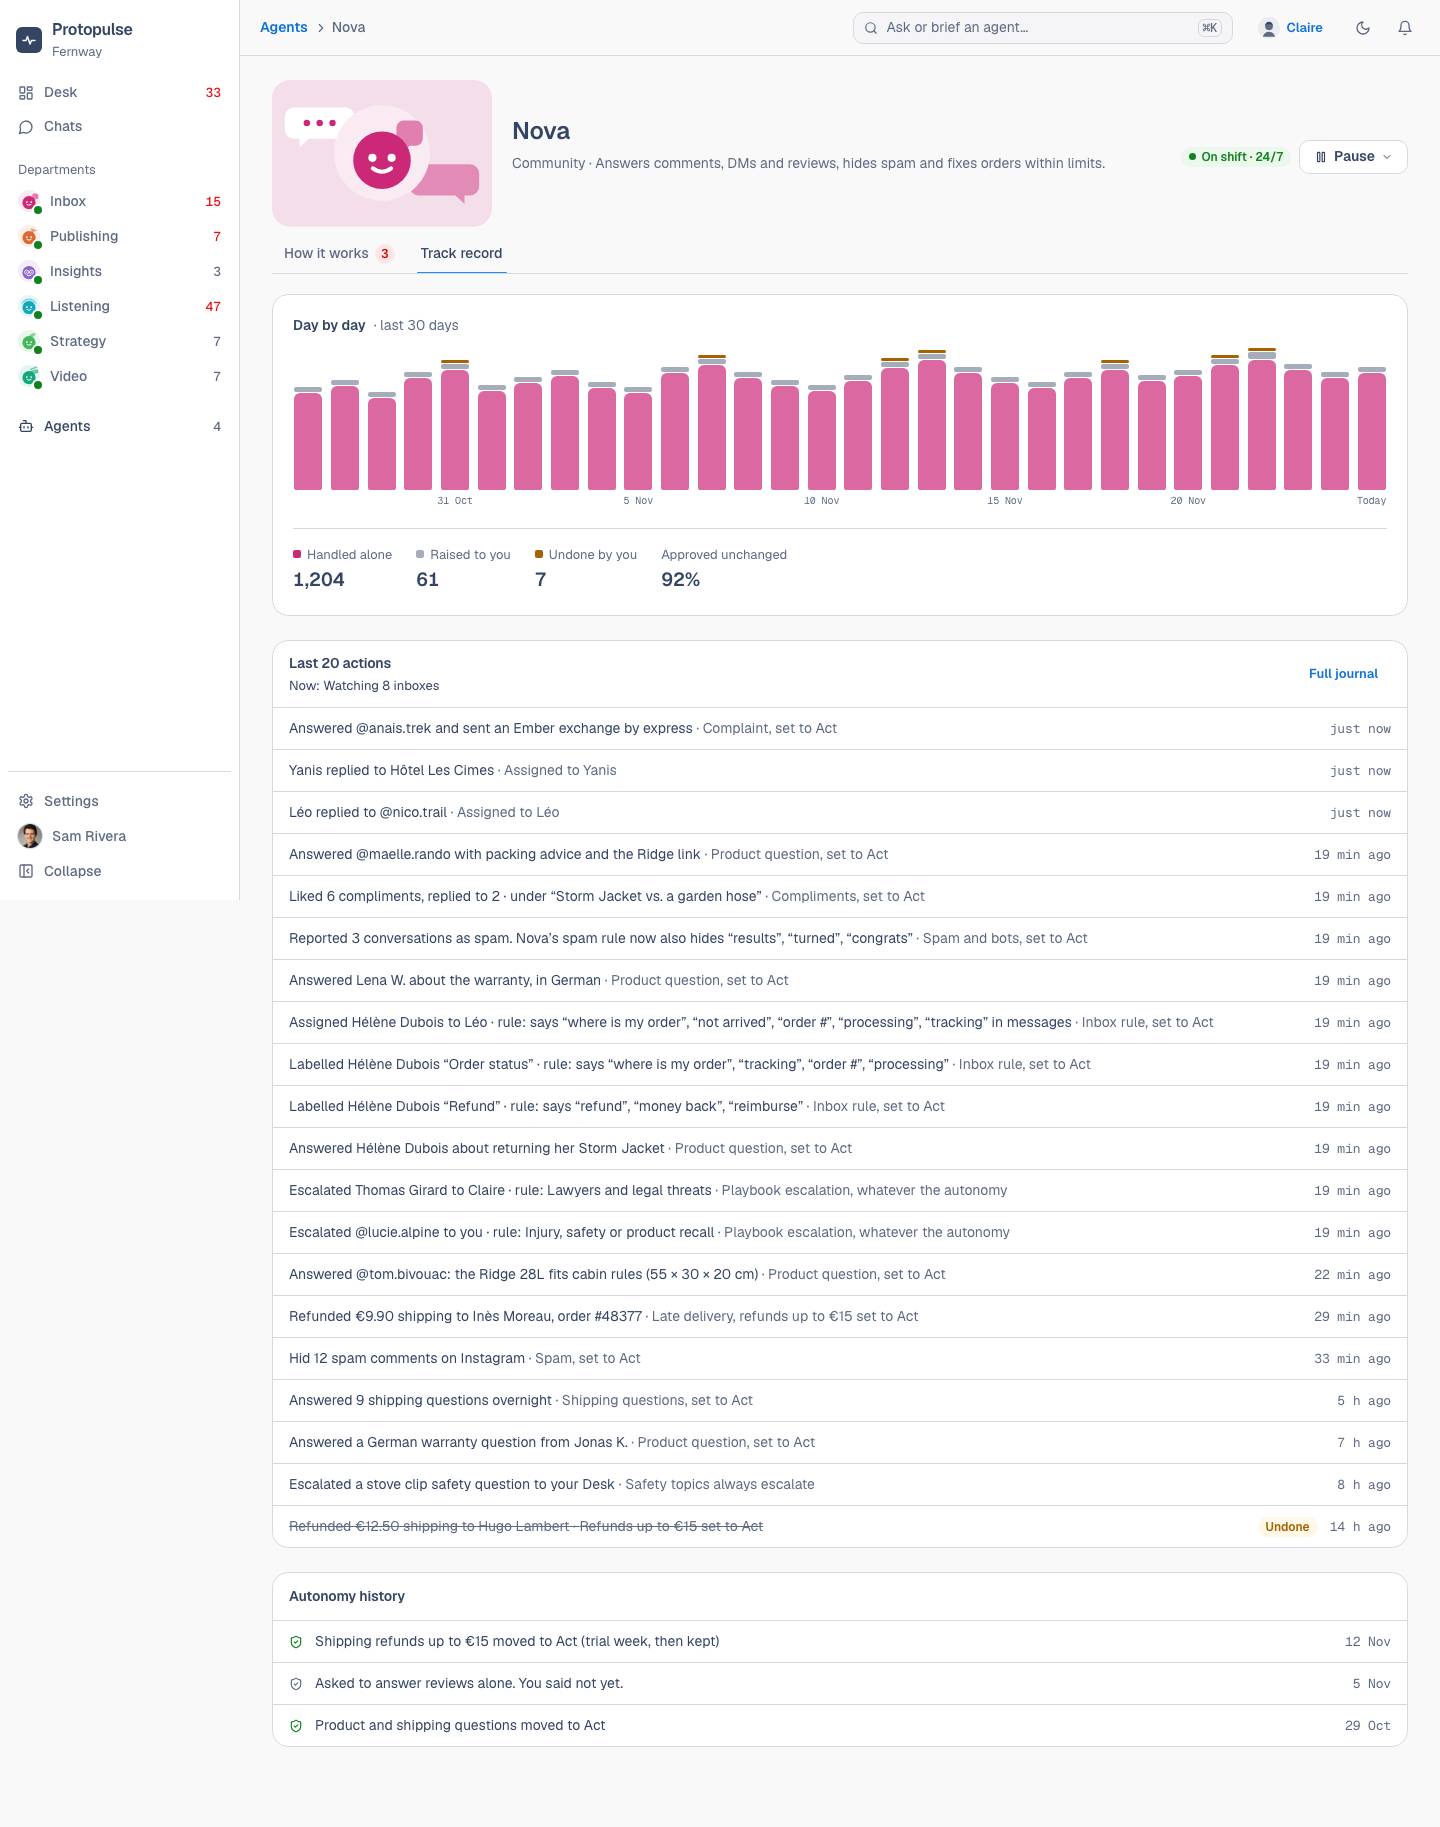 Protopulse
Fernway
Desk 33
Chats
Departments
Inbox 15
Publishing 7
Insights 3
Listening 47
Strategy 7
Video 7
Agents 4
Settings
Sam Rivera
Collapse
Agents > Nova
Ask or brief an agent… ⌘K
Claire
Nova
Community · Answers comments, DMs and reviews, hides spam and fixes orders within limits.
On shift · 24/7
Pause
How it works 3
Track record
Day by day · last 30 days
31 Oct 5 Nov 10 Nov 15 Nov 20 Nov Today
Handled alone Raised to you Undone by you Approved unchanged
1,204 61 7 92%
Last 20 actions
Now: Watching 8 inboxes
Full journal
Answered @anais.trek and sent an Ember exchange by express · Complaint, set to Act just now
Yanis replied to Hôtel Les Cimes · Assigned to Yanis just now
Léo replied to @nico.trail · Assigned to Léo just now
Answered @maelle.rando with packing advice and the Ridge link · Product question, set to Act 19 min ago
Liked 6 compliments, replied to 2 · under “Storm Jacket vs. a garden hose” · Compliments, set to Act 19 min ago
Reported 3 conversations as spam. Nova’s spam rule now also hides “results”, “turned”, “congrats” · Spam and bots, set to Act 19 min ago
Answered Lena W. about the warranty, in German · Product question, set to Act 19 min ago
Assigned Hélène Dubois to Léo · rule: says “where is my order”, “not arrived”, “order #”, “processing”, “tracking” in messages · Inbox rule, set to Act 19 min ago
Labelled Hélène Dubois “Order status” · rule: says “where is my order”, “tracking”, “order #”, “processing” · Inbox rule, set to Act 19 min ago
Labelled Hélène Dubois “Refund” · rule: says “refund”, “money back”, “reimburse” · Inbox rule, set to Act 19 min ago
Answered Hélène Dubois about returning her Storm Jacket · Product question, set to Act 19 min ago
Escalated Thomas Girard to Claire · rule: Lawyers and legal threats · Playbook escalation, whatever the autonomy 19 min ago
Escalated @lucie.alpine to you · rule: Injury, safety or product recall · Playbook escalation, whatever the autonomy 19 min ago
Answered @tom.bivouac: the Ridge 28L fits cabin rules (55 × 30 × 20 cm) · Product question, set to Act 22 min ago
Refunded €9.90 shipping to Inès Moreau, order #48377 · Late delivery, refunds up to €15 set to Act 29 min ago
Hid 12 spam comments on Instagram · Spam, set to Act 33 min ago
Answered 9 shipping questions overnight · Shipping questions, set to Act 5 h ago
Answered a German warranty question from Jonas K. · Product question, set to Act 7 h ago
Escalated a stove clip safety question to your Desk · Safety topics always escalate 8 h ago
Refunded €12.50 shipping to Hugo Lambert · Refunds up to €15 set to Act Undone 14 h ago
Autonomy history
Shipping refunds up to €15 moved to Act (trial week, then kept) 12 Nov
Asked to answer reviews alone. You said not yet. 5 Nov
Product and shipping questions moved to Act 29 Oct